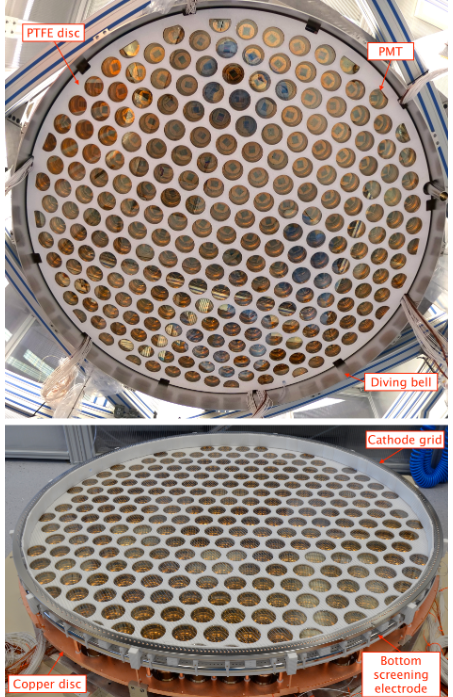 PTFE disc
PMT
Diving bell
Cathode grid
Copper disc
Bottom
screening
electrode